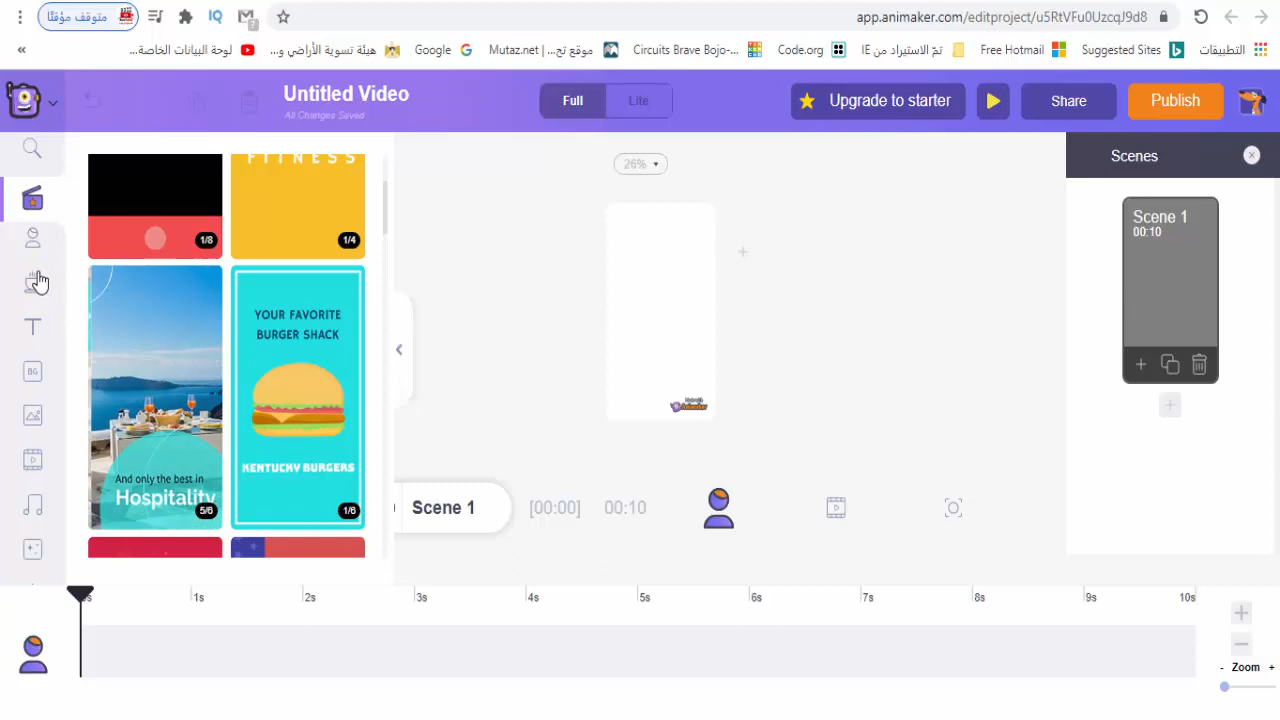 متوقف مؤقتًا
IQ
app.animaker.com/editproject/u5RtVFu0UzcqJ9d8
»
لوحة البيانات الخاصة...
هيئة تسوية الأراضي و...
Google
موقع تج...Mutaz.net |
Circuits Brave Bojo-...
Code.org
تمّ الاستيراد من IE
Free Hotmail
Suggested Sites
التطبيقات
Untitled Video
All Changes Saved
Full
Lite
Upgrade to starter
Share
Publish
26%
Scenes
Scene 1
00:10
FITNESS
1/8
1/4
And only the best in
Hospitality
5/6
YOUR FAVORITE
BURGER SHACK
KENTUCKY BURGERS
1/6
T
BG
Scene 1
[00:00]
00:10
1s
2s
3s
4s
5s
6s
7s
8s
9s
10s
- Zoom +